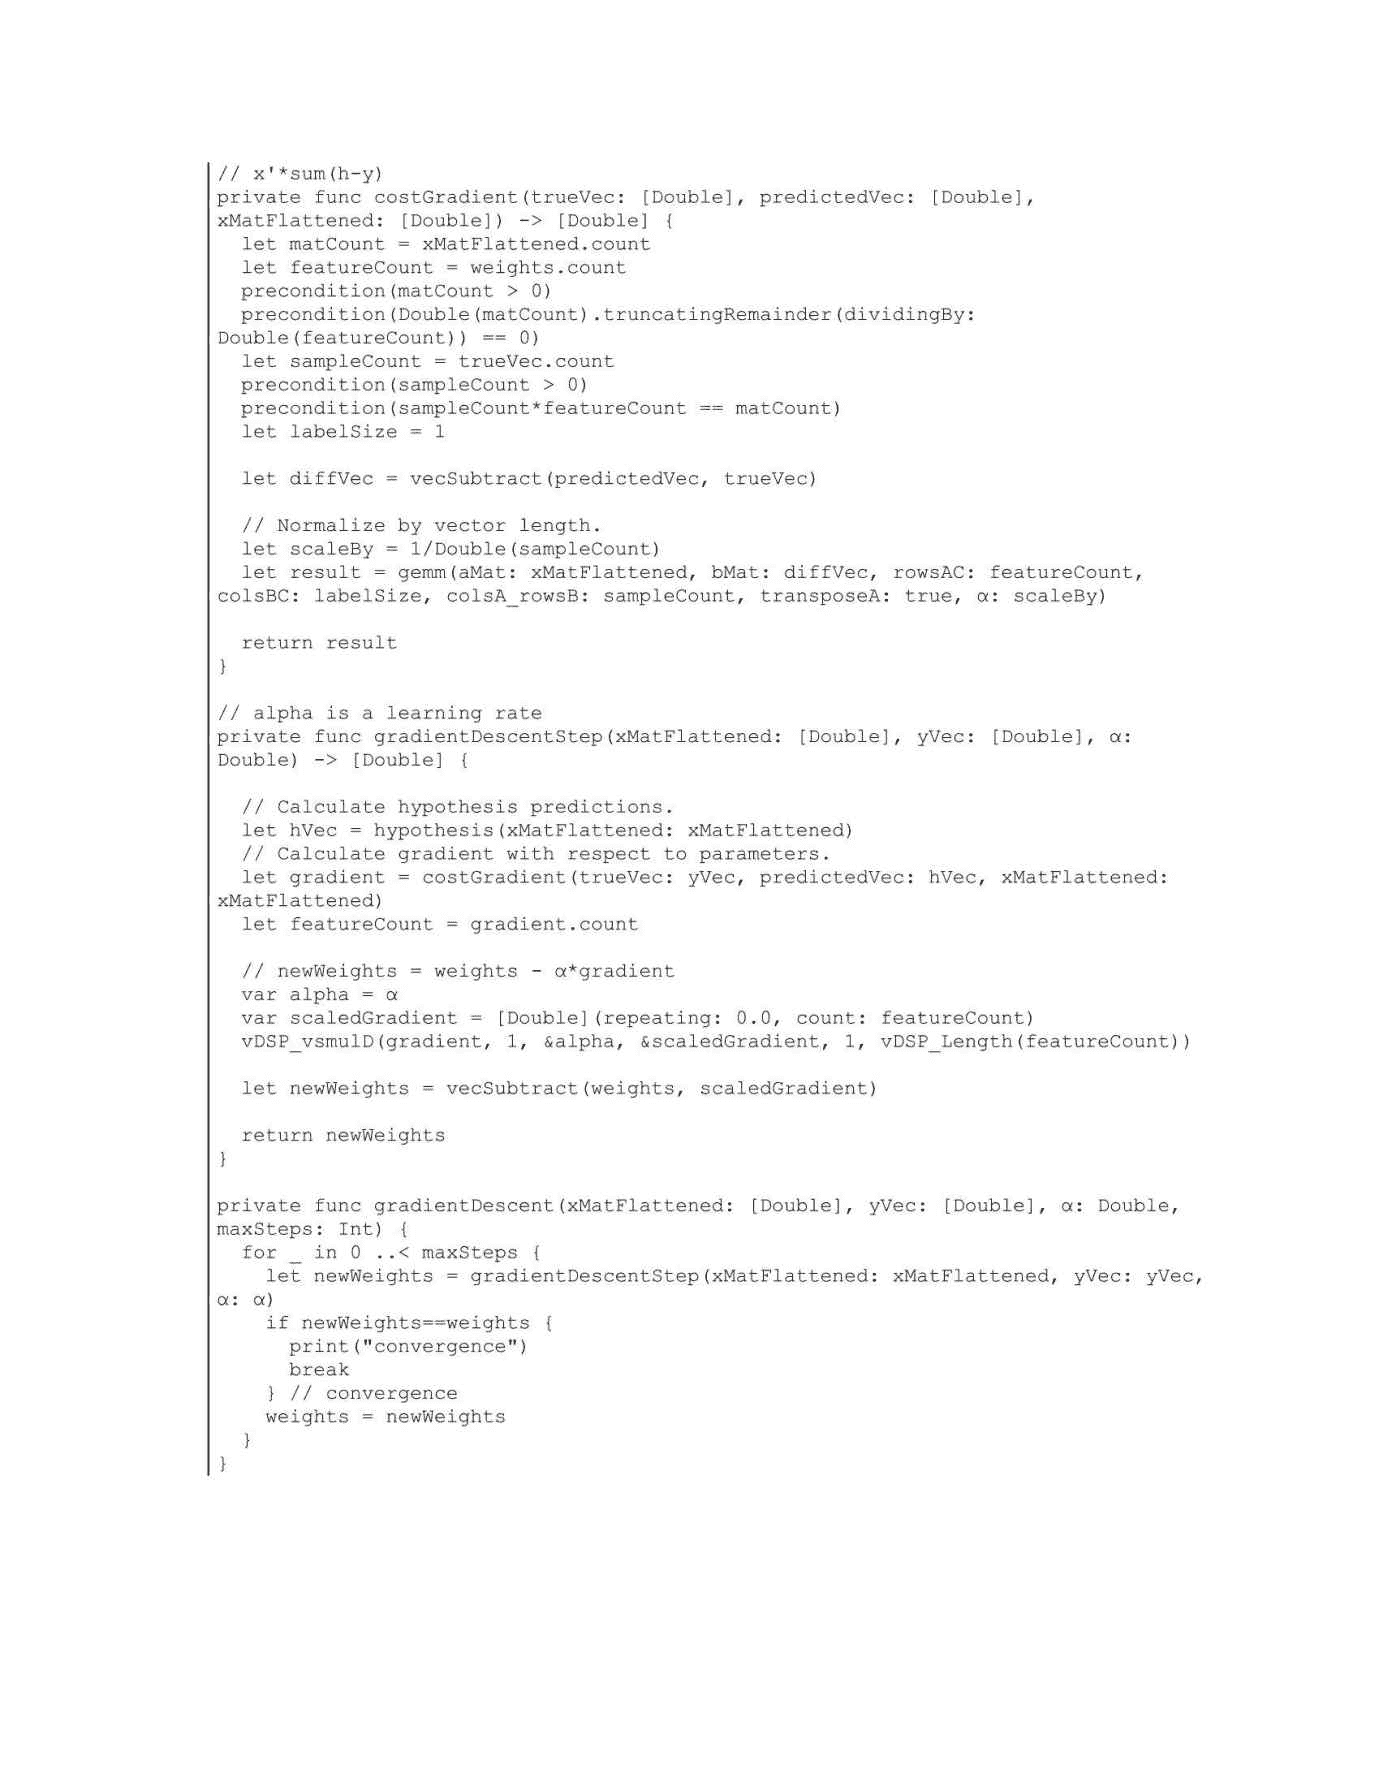 // x'*sum(h-y)
private func costGradient(trueVec: [Double], predictedVec: [Double],
xMatFlattened: [Double]) -> [Double] {
  let matCount = xMatFlattened.count
  let featureCount = weights.count
  precondition(matCount > 0)
  precondition(Double(matCount).truncatingRemainder(dividingBy:
Double(featureCount)) == 0)
  let sampleCount = trueVec.count
  precondition(sampleCount > 0)
  precondition(sampleCount*featureCount == matCount)
  let labelSize = 1

  let diffVec = vecSubtract(predictedVec, trueVec)

  // Normalize by vector length.
  let scaleBy = 1/Double(sampleCount)
  let result = gemm(aMat: xMatFlattened, bMat: diffVec, rowsAC: featureCount,
colsBC: labelSize, colsA_rowsB: sampleCount, transposeA: true, α: scaleBy)

  return result
}

// alpha is a learning rate
private func gradientDescentStep(xMatFlattened: [Double], yVec: [Double], α:
Double) -> [Double] {

  // Calculate hypothesis predictions.
  let hVec = hypothesis(xMatFlattened: xMatFlattened)
  // Calculate gradient with respect to parameters.
  let gradient = costGradient(trueVec: yVec, predictedVec: hVec, xMatFlattened:
xMatFlattened)
  let featureCount = gradient.count

  // newWeights = weights - α*gradient
  var alpha = α
  var scaledGradient = [Double](repeating: 0.0, count: featureCount)
  vDSP_vsmulD(gradient, 1, &alpha, &scaledGradient, 1, vDSP_Length(featureCount))

  let newWeights = vecSubtract(weights, scaledGradient)

  return newWeights
}

private func gradientDescent(xMatFlattened: [Double], yVec: [Double], α: Double,
maxSteps: Int) {
  for _ in 0 ..< maxSteps {
    let newWeights = gradientDescentStep(xMatFlattened: xMatFlattened, yVec: yVec,
α: α)
    if newWeights==weights {
      print("convergence")
      break
    } // convergence
    weights = newWeights
  }
}